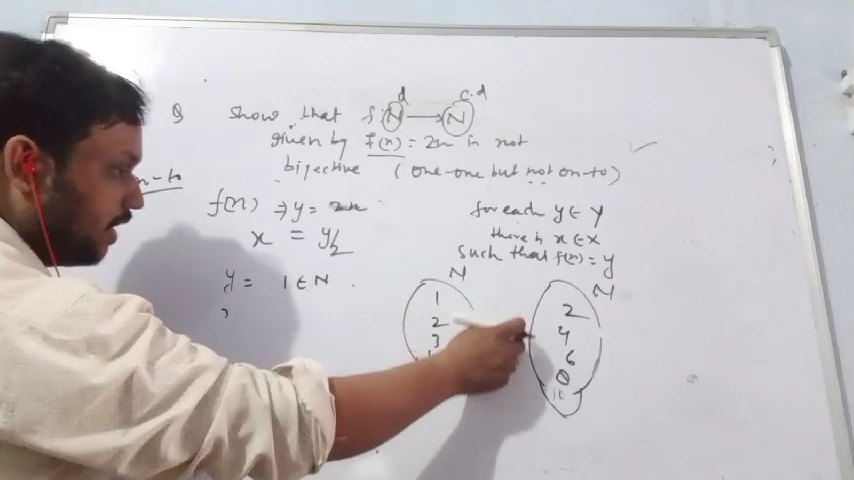 d c.d
Q show that f: N → N
given by f(x) = 2x is not
bijective (one-one but not on-to)
n-to
f(x) ⇒ y = 2x
x = y/2
y = 1 ∈ N .
for each y ∈ Y
there is x ∈ X
such that f(x) = y
N N
1 2
2 4
3 6
8
10